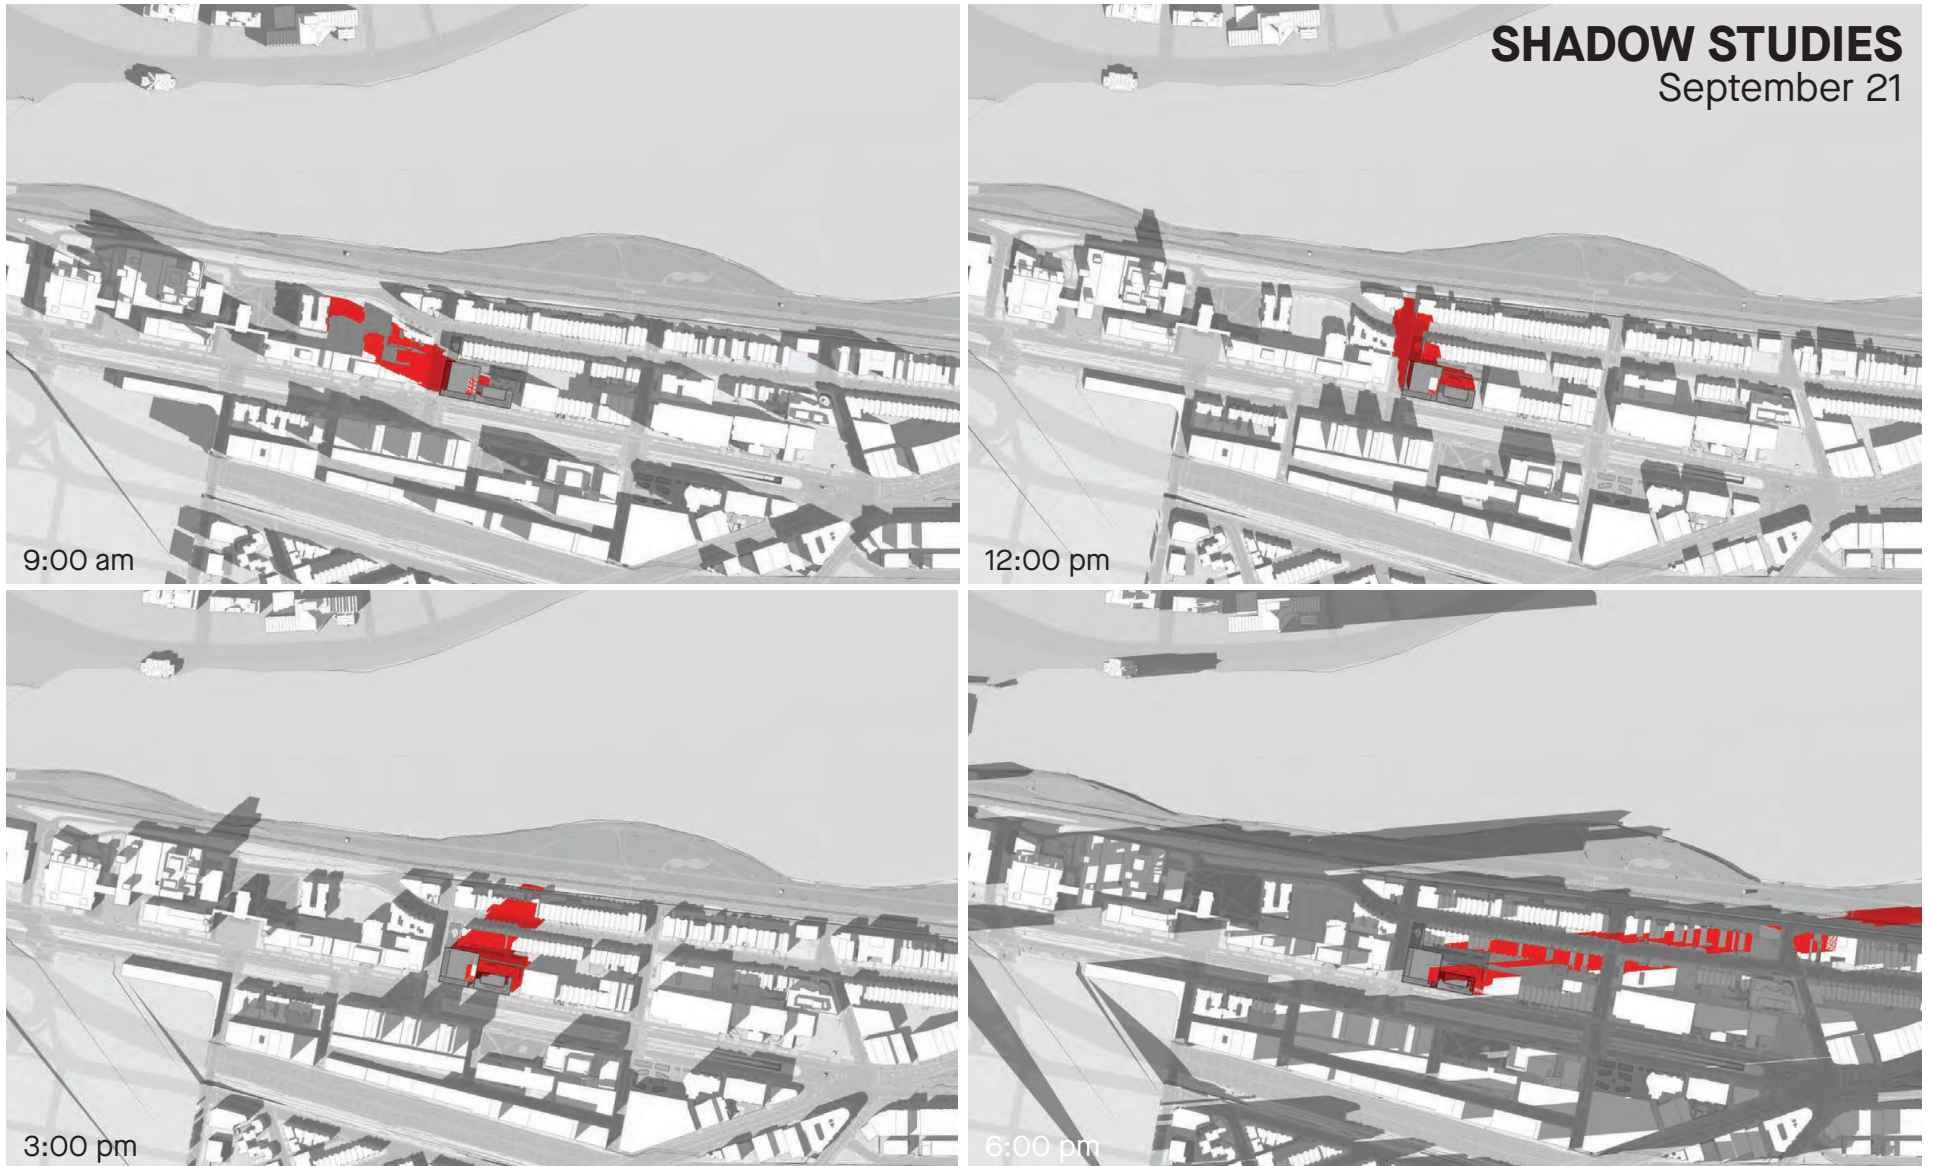 SHADOW STUDIES
September 21
9:00 am
12:00 pm
3:00 pm
6:00 pm